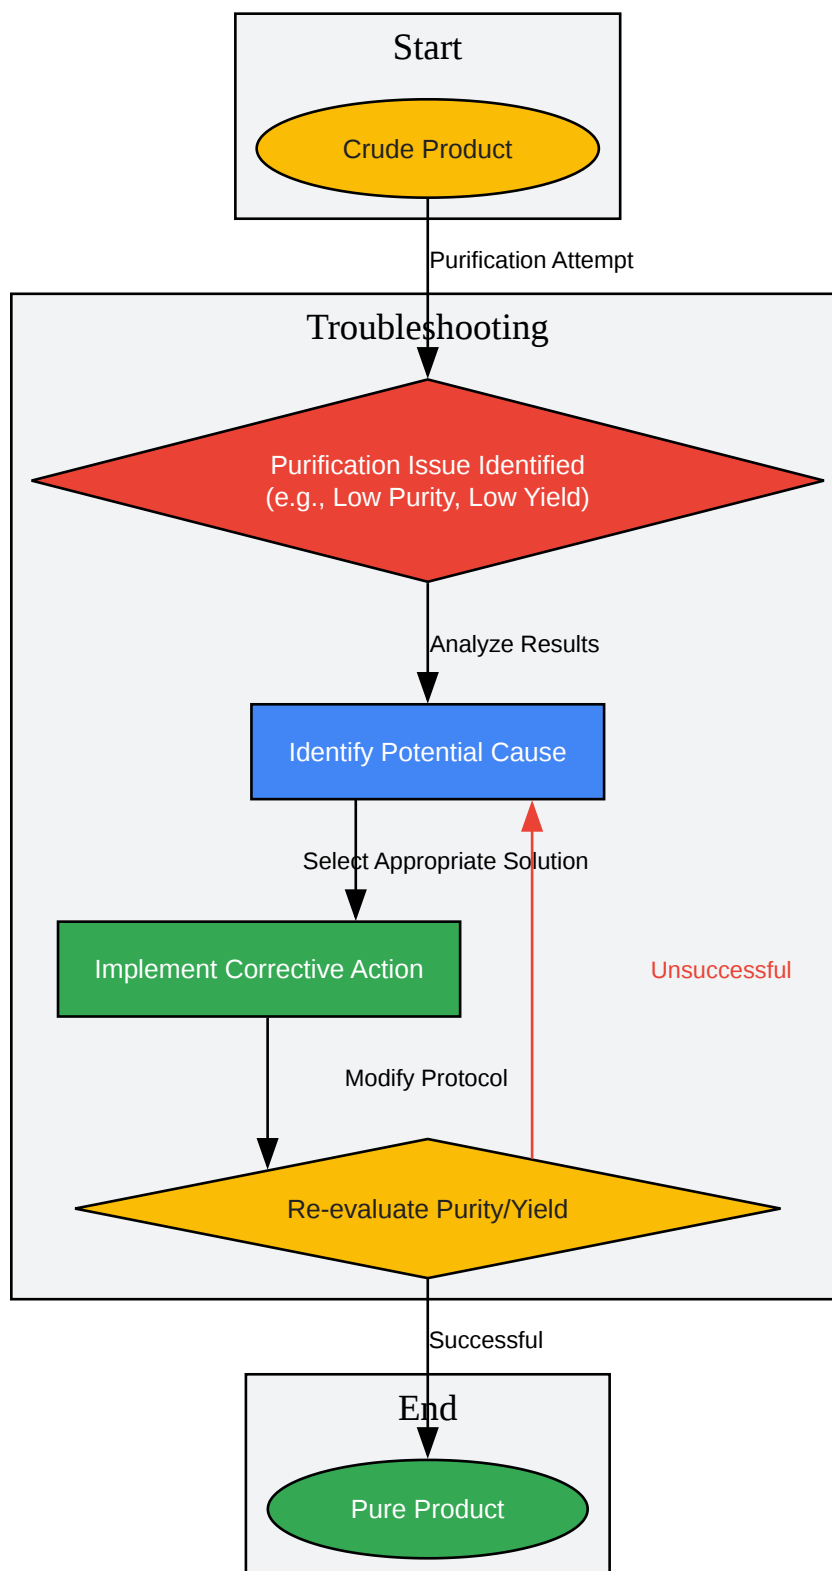 Start
Crude Product
Purification Attempt
Troubleshooting
Purification Issue Identified
(e.g., Low Purity, Low Yield)
Analyze Results
Identify Potential Cause
Select Appropriate Solution
Implement Corrective Action
Unsuccessful
Modify Protocol
Re-evaluate Purity/Yield
Successful
End
Pure Product